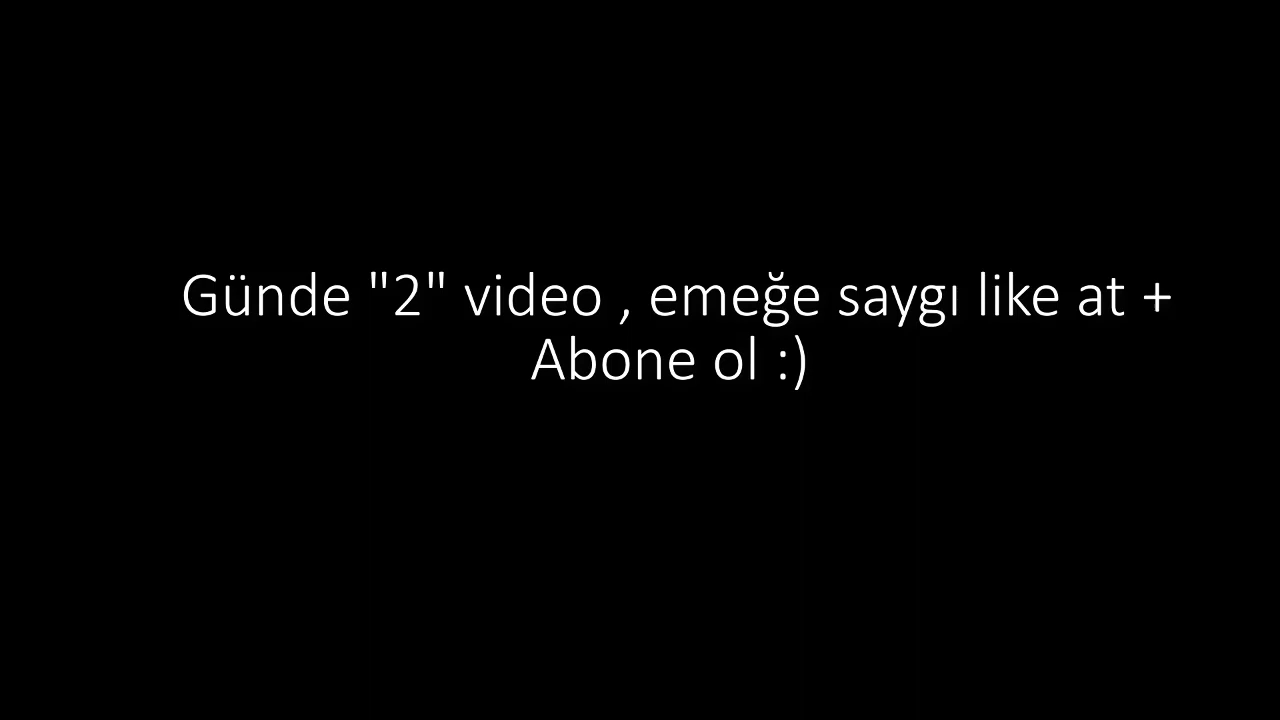 Günde "2" video , emeğe saygı like at +
Abone ol :)